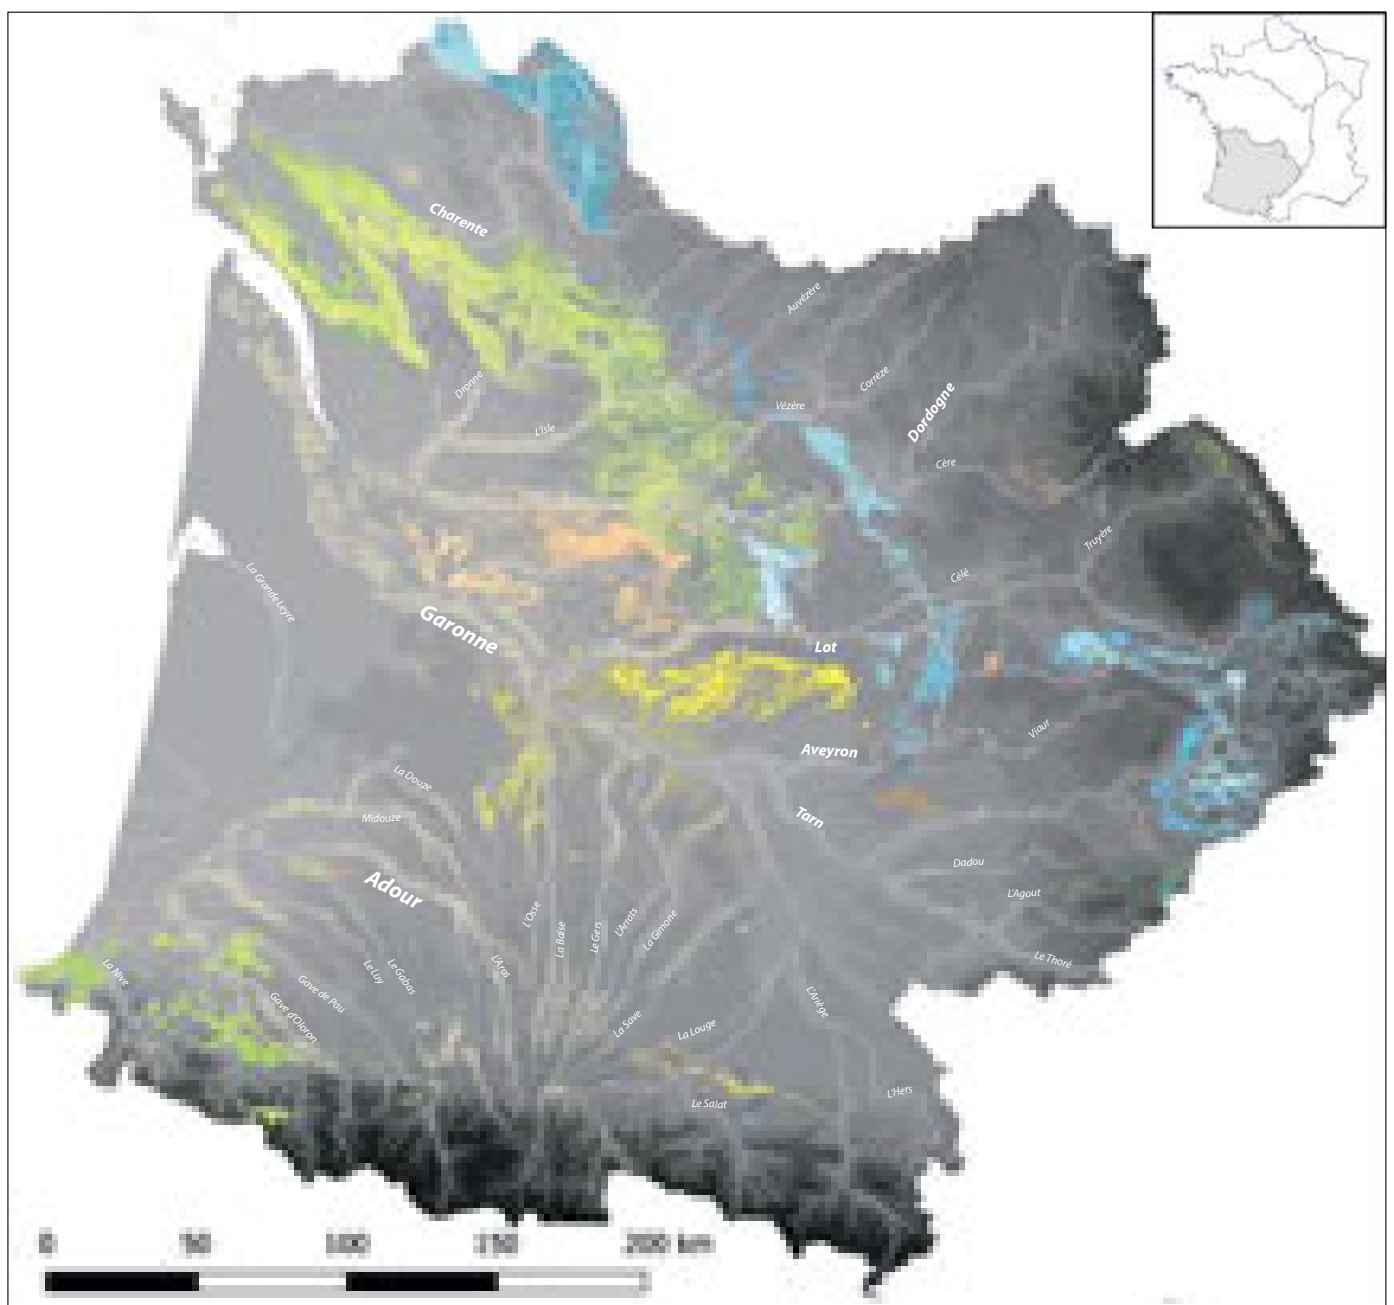 Charente
Auvézère
Corrèze
Dronne
Dordogne
Vézère
L'Isle
Cère
Truyère
La Grande Leyre
Célé
Garonne
Lot
Viaur
Aveyron
La Douze
Midouze
Tarn
Dadou
Adour
L'Agout
L'Osse
La Baïse
Le Gers
L'Arrats
La Gimone
Le Thoré
La Nive
Le Luy
Le Gabas
L'Aros
Gave de Pau
Gave d'Oloron
L'Ariège
La Save
La Louge
L'Hers
Le Salat
0 50 100 150 200 km